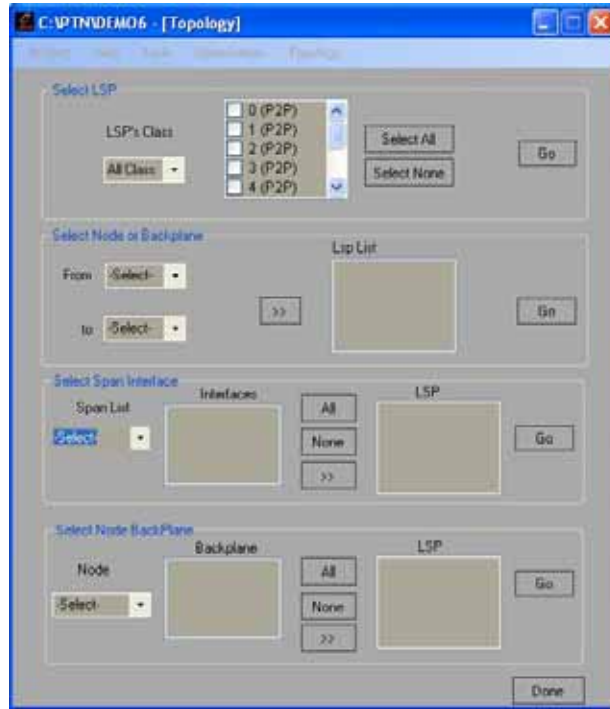 C:\PTN\DEMO6 - [Topology]
Select LSP
LSP's Class
All Class
0 (P2P)
1 (P2P)
2 (P2P)
3 (P2P)
4 (P2P)
Select All
Select None
Go
Select Node or Backplane
From
-Select-
to
-Select-
>>
Lsp List
Go
Select Span Interface
Span List
-Select-
Interfaces
All
None
>>
LSP
Go
Select Node BackPlane
Node
-Select-
Backplane
All
None
>>
LSP
Go
Done